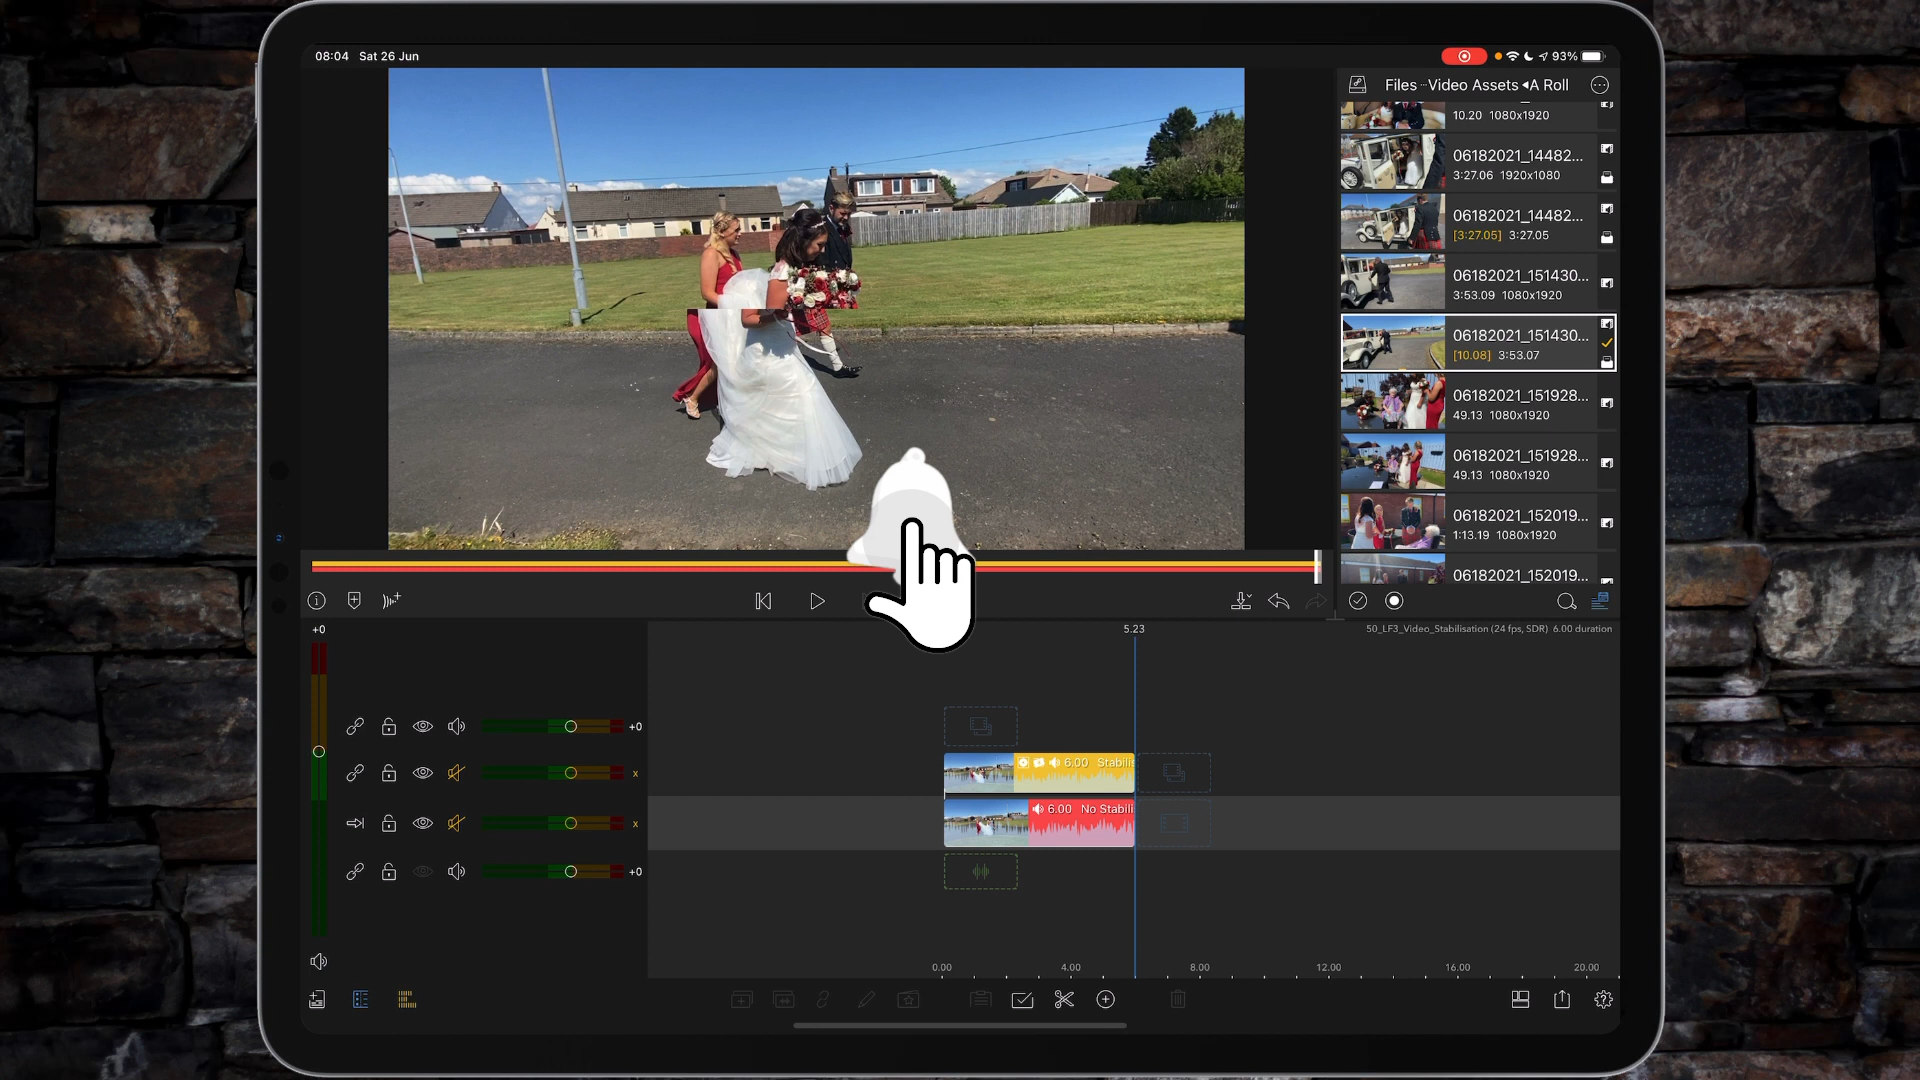 08:04 Sat 26 Jun
93%
Files ··Video Assets ◂A Roll
10.20 1080x1920
06182021_14482...
3:27.06 1920x1080
06182021_14482...
[3:27.05] 3:27.05
06182021_151430...
3:53.09 1080x1920
06182021_151430...
[10.08] 3:53.07
06182021_151928...
49.13 1080x1920
06182021_151928...
49.13 1080x1920
06182021_152019...
1:13.19 1080x1920
06182021_152019...
+0
5.23
50_LF3_Video_Stabilisation (24 fps, SDR) 6.00 duration
+0
6.00 Stabilis
x
6.00 No Stabili
x
+0
0.00 4.00 8.00 12.00 16.00 20.00